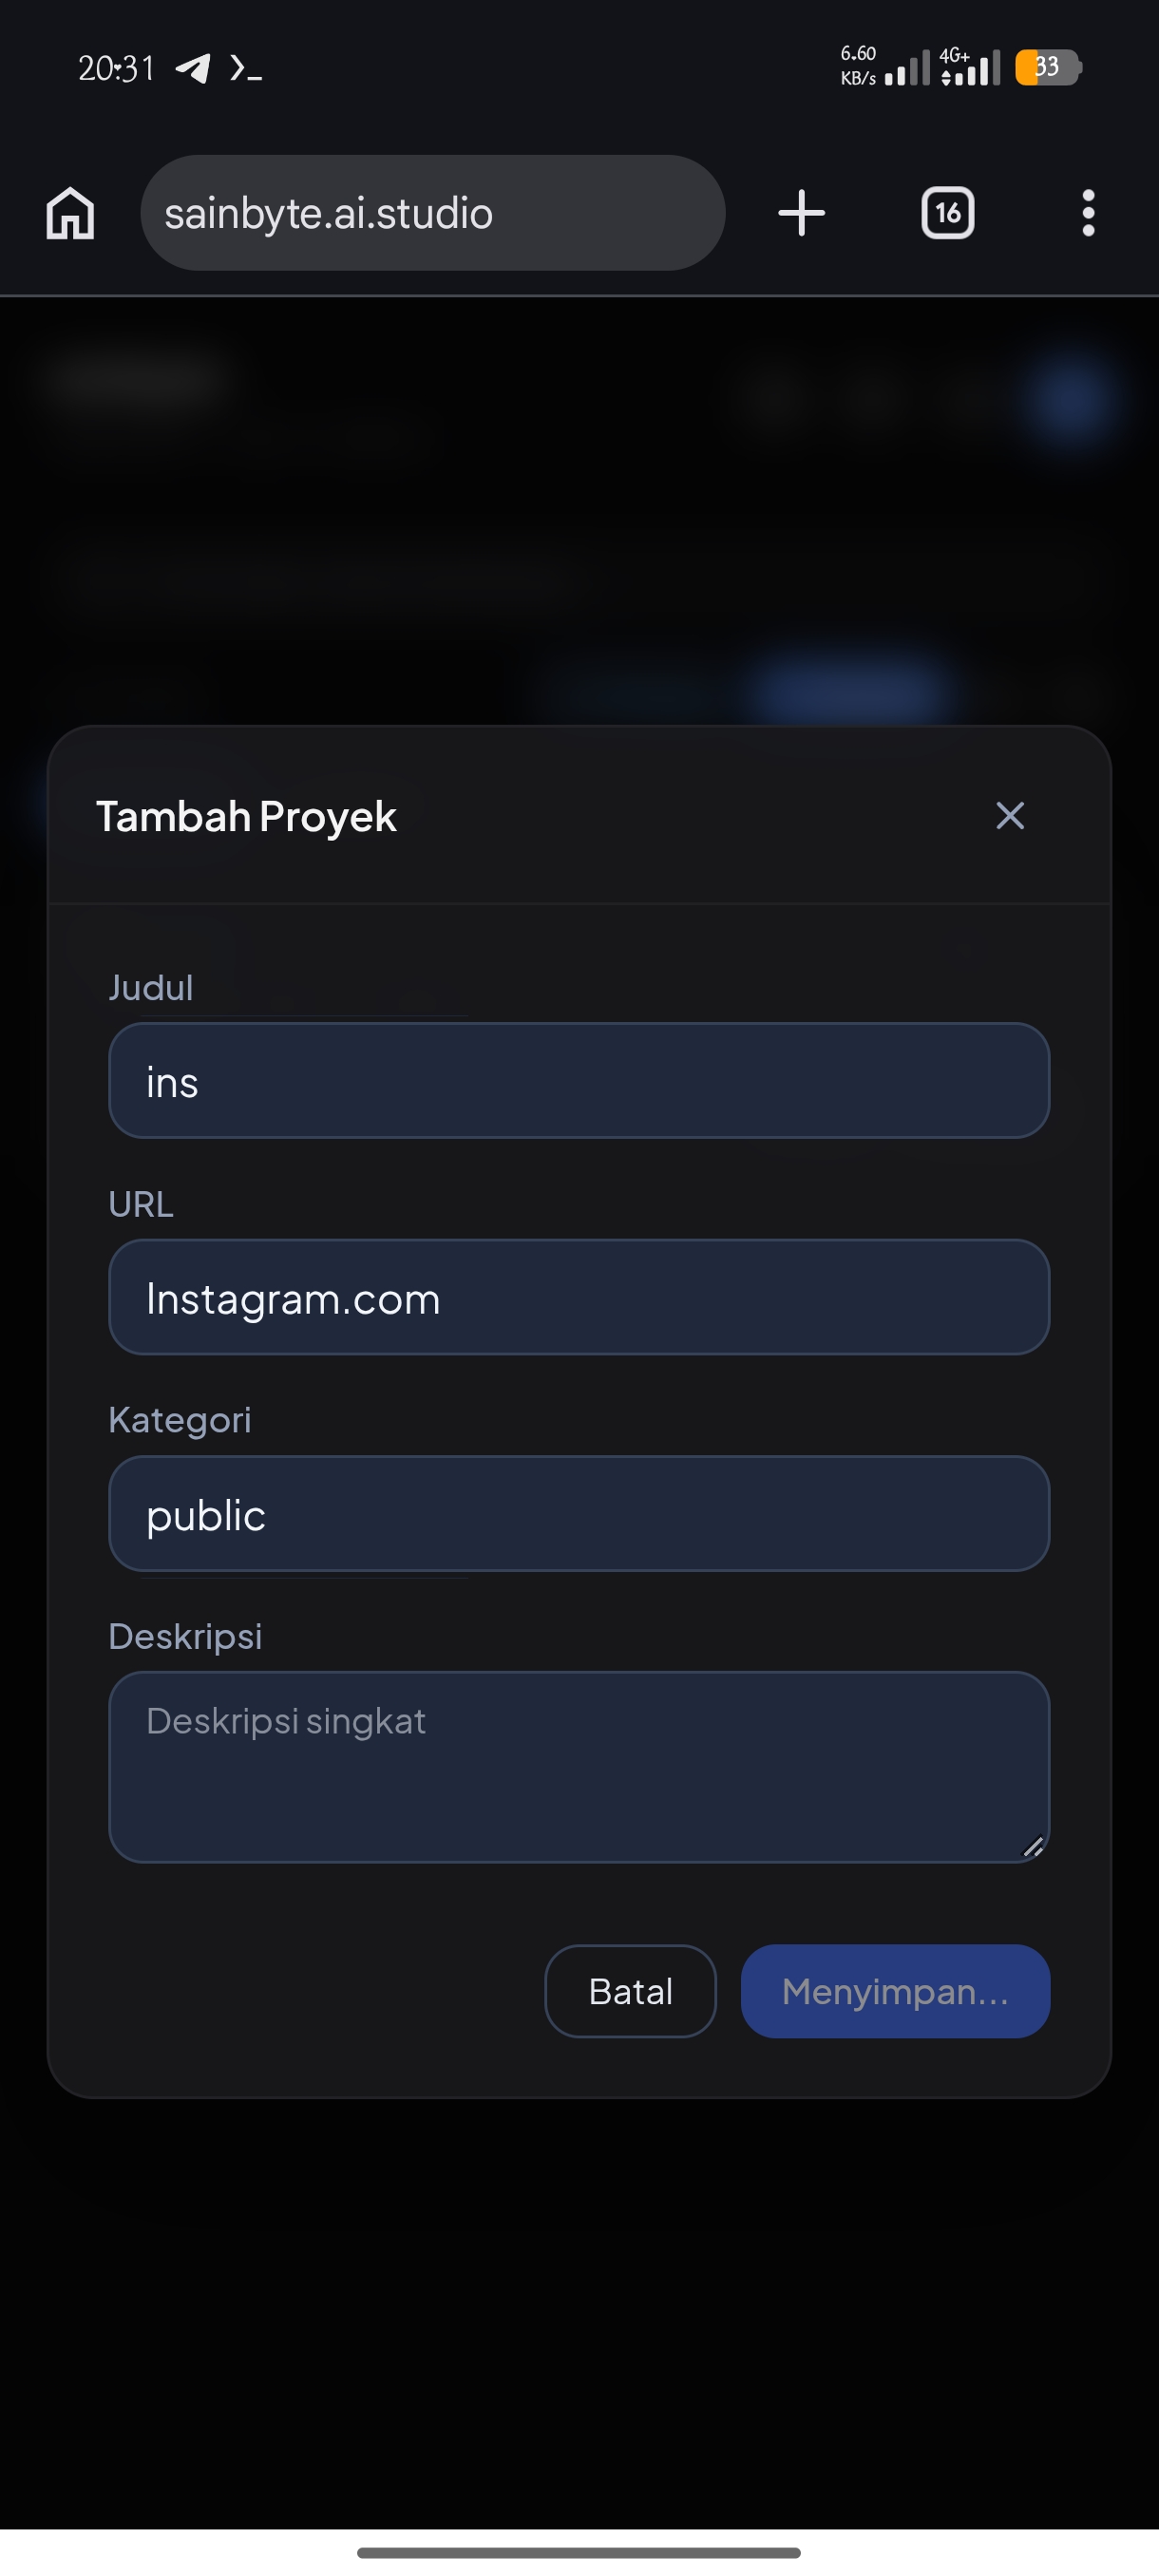 20:31
6.60
KB/s
4G+
33
sainbyte.ai.studio
16
Tambah Proyek
Judul
ins
URL
Instagram.com
Kategori
public
Deskripsi
Deskripsi singkat
Batal
Menyimpan...